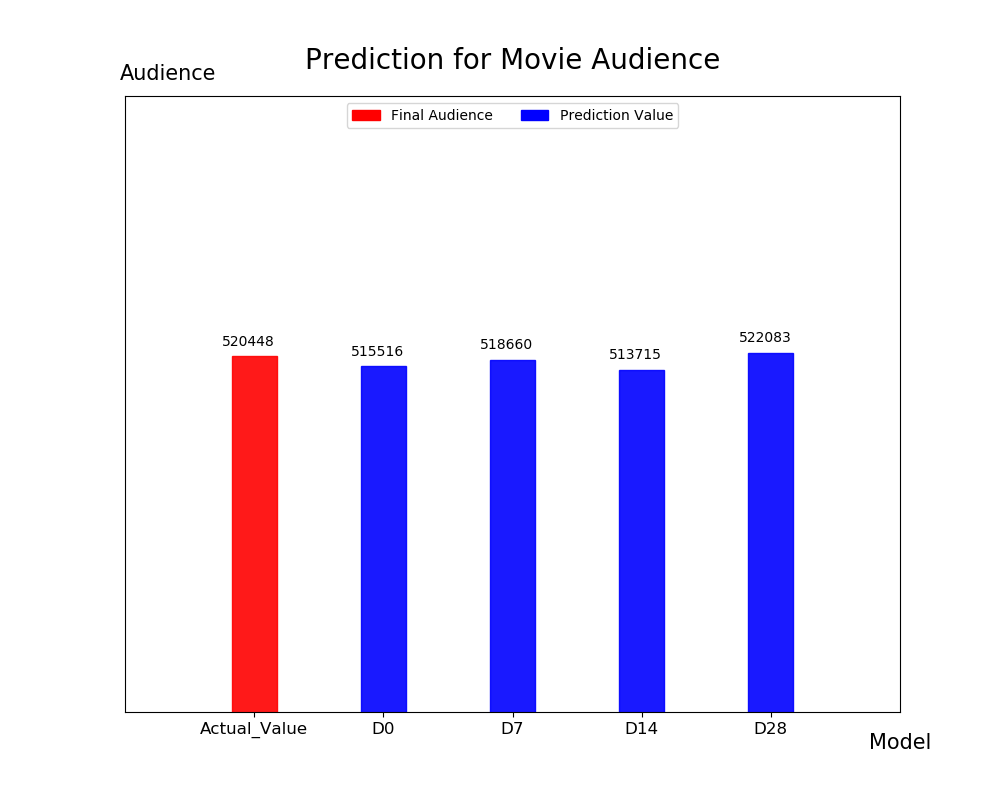 Prediction for Movie Audience
Audience
Final Audience Prediction Value
520448 515516 518660 513715 522083
Actual_Value D0 D7 D14 D28
Model